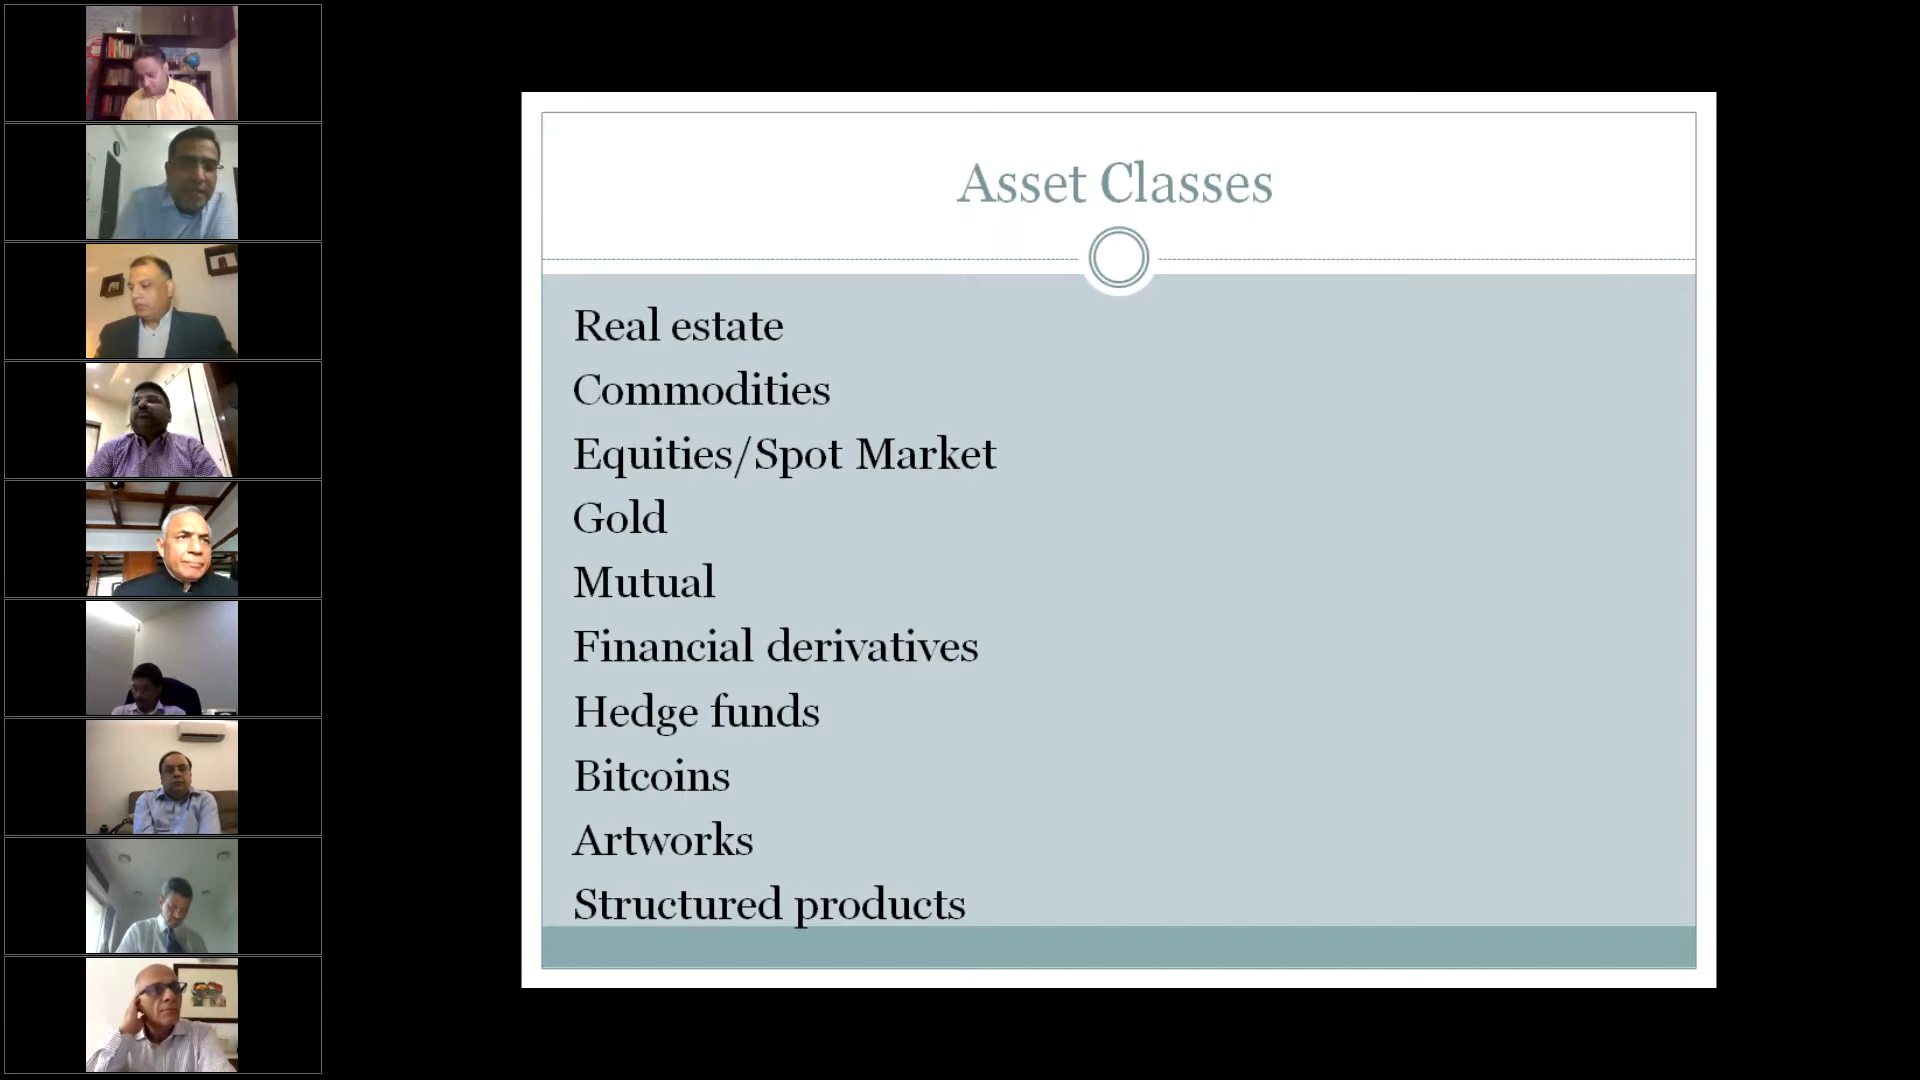 Asset Classes
Real estate
Commodities
Equities/Spot Market
Gold
Mutual
Financial derivatives
Hedge funds
Bitcoins
Artworks
Structured products